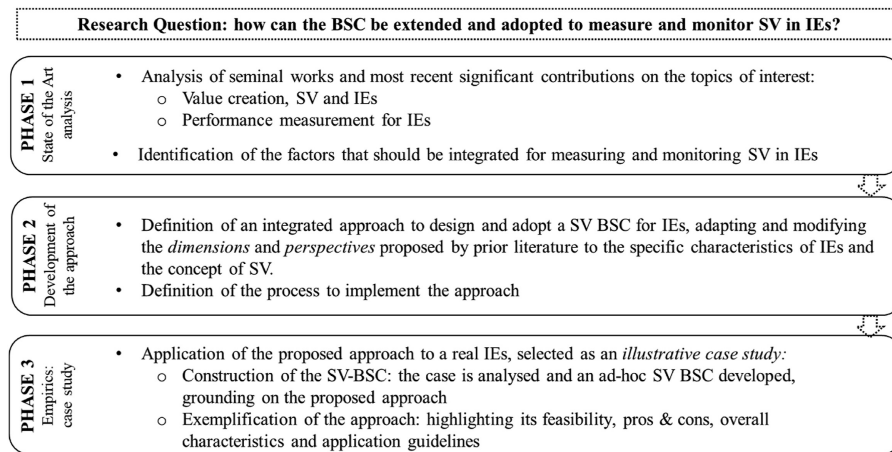 Research Question: how can the BSC be extended and adopted to measure and monitor SV in IEs?
PHASE 1
State of the Art
analysis
• Analysis of seminal works and most recent significant contributions on the topics of interest:
o Value creation, SV and IEs
o Performance measurement for IEs
• Identification of the factors that should be integrated for measuring and monitoring SV in IEs
PHASE 2
Development of
the approach
• Definition of an integrated approach to design and adopt a SV BSC for IEs, adapting and modifying
the dimensions and perspectives proposed by prior literature to the specific characteristics of IEs and
the concept of SV.
• Definition of the process to implement the approach
PHASE 3
Empirics:
case study
• Application of the proposed approach to a real IEs, selected as an illustrative case study:
o Construction of the SV-BSC: the case is analysed and an ad-hoc SV BSC developed,
grounding on the proposed approach
o Exemplification of the approach: highlighting its feasibility, pros & cons, overall
characteristics and application guidelines